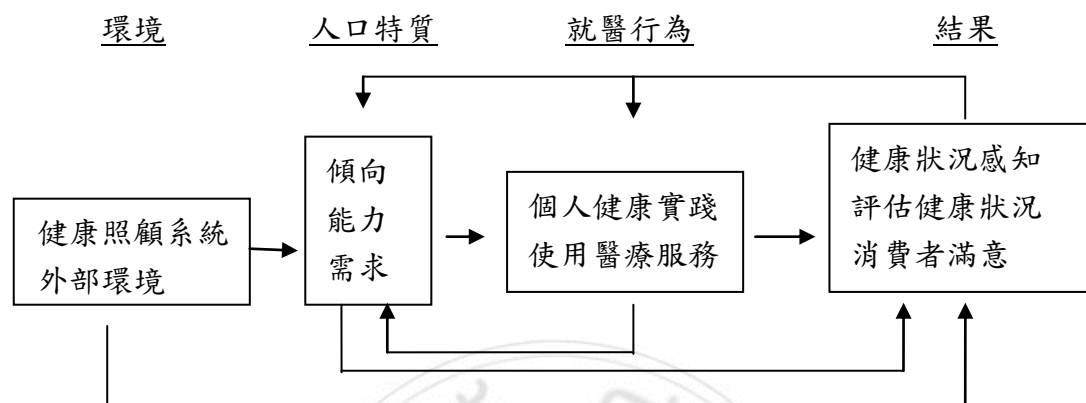 環境 人口特質 就醫行為 結果
健康照顧系統
外部環境
傾向
能力
需求
個人健康實踐
使用醫療服務
健康狀況感知
評估健康狀況
消費者滿意